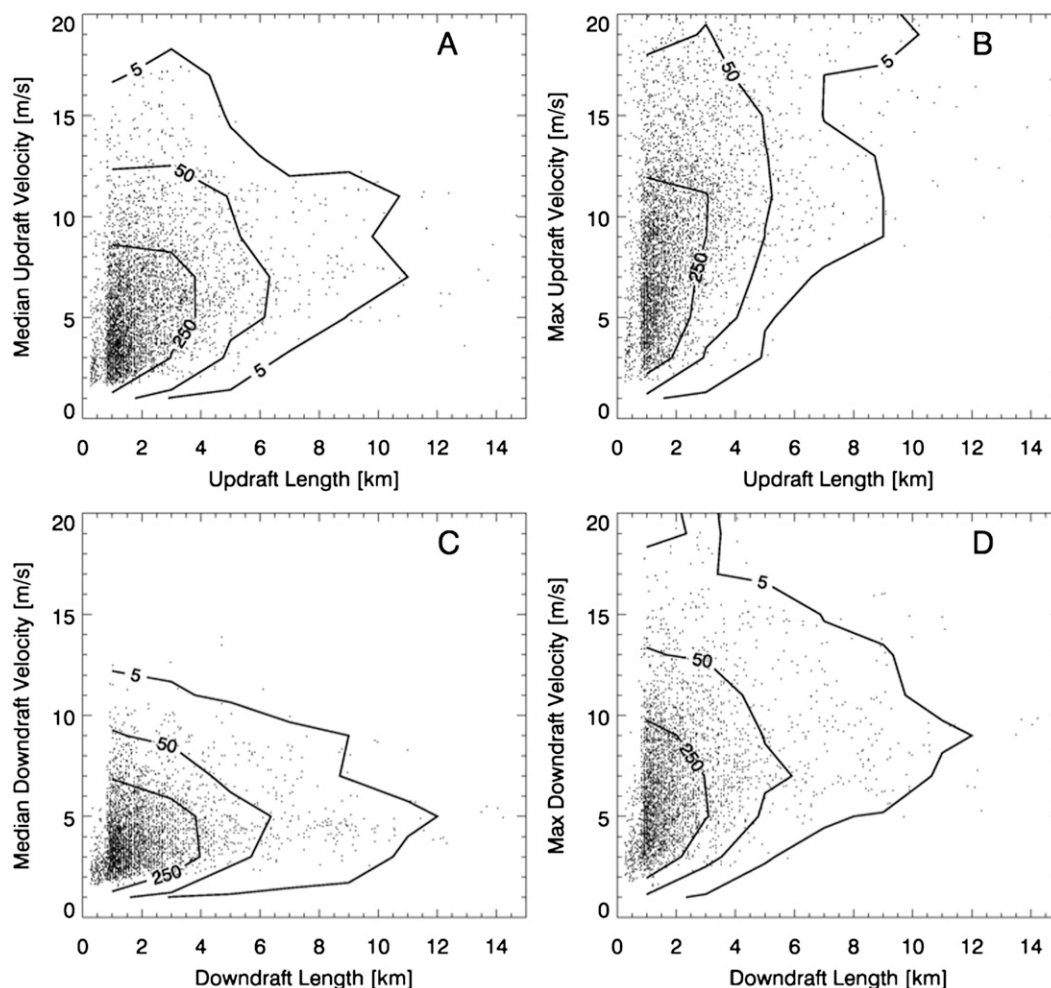 A
Median Updraft Velocity [m/s]
20
15
10
5
0
5
50
250
5
0 2 4 6 8 10 12 14
Updraft Length [km]
B
Max Updraft Velocity [m/s]
20
15
10
5
0
50
5
250
0 2 4 6 8 10 12 14
Updraft Length [km]
C
Median Downdraft Velocity [m/s]
20
15
10
5
0
5
50
250
0 2 4 6 8 10 12 14
Downdraft Length [km]
D
Max Downdraft Velocity [m/s]
20
15
10
5
0
5
50
250
0 2 4 6 8 10 12 14
Downdraft Length [km]